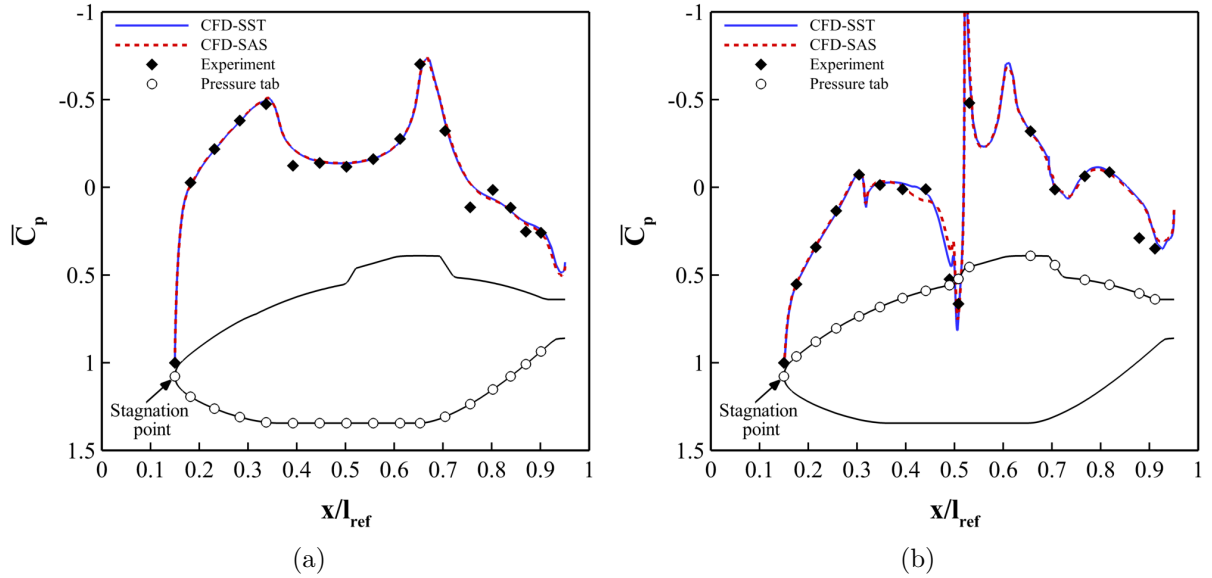 -1
-0.5
0
0.5
1
1.5
C̅p
CFD-SST
CFD-SAS
Experiment
Pressure tab
Stagnation
point
0 0.1 0.2 0.3 0.4 0.5 0.6 0.7 0.8 0.9 1
x/lref
(a)
-1
-0.5
0
0.5
1
1.5
C̅p
CFD-SST
CFD-SAS
Experiment
Pressure tab
Stagnation
point
0 0.1 0.2 0.3 0.4 0.5 0.6 0.7 0.8 0.9 1
x/lref
(b)